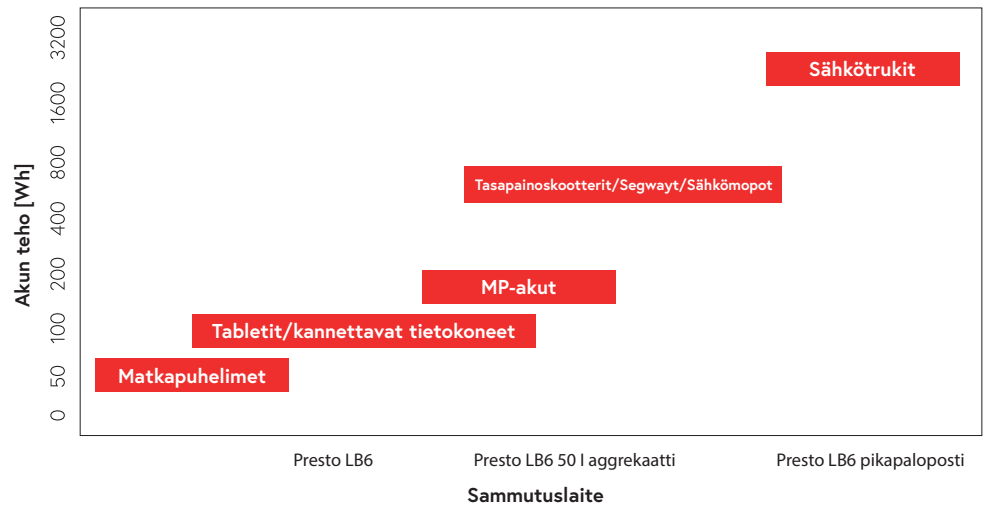 3200
1600
800
400
200
100
50
0
Akun teho [Wh]
Sähkötrukit
Tasapainoskootterit/Segwayt/Sähkömopot
MP-akut
Tabletit/kannettavat tietokoneet
Matkapuhelimet
Presto LB6
Presto LB6 50 l aggrekaatti
Presto LB6 pikapaloposti
Sammutuslaite